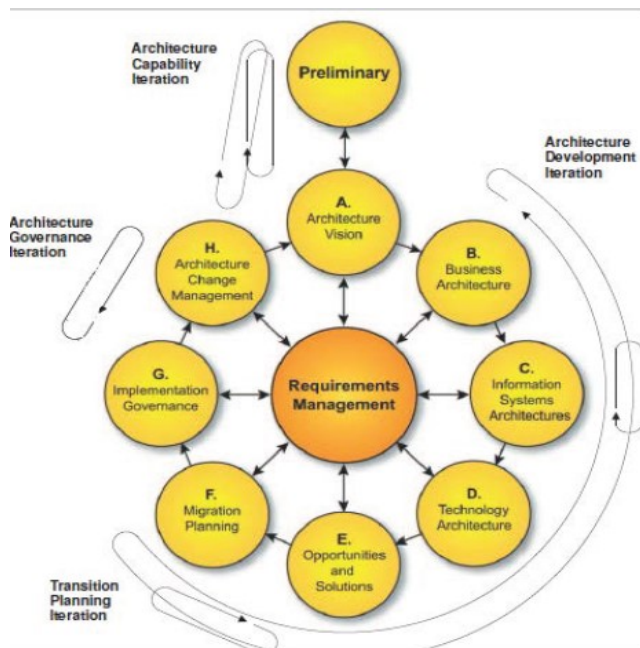 Architecture
Capability
Iteration
Preliminary
Architecture
Development
Iteration
A.
Architecture
Vision
Architecture
Governance
Iteration
H.
Architecture
Change
Management
B.
Business
Architecture
G.
Implementation
Governance
Requirements
Management
C.
Information
Systems
Architectures
F.
Migration
Planning
D.
Technology
Architecture
E.
Opportunities
and
Solutions
Transition
Planning
Iteration